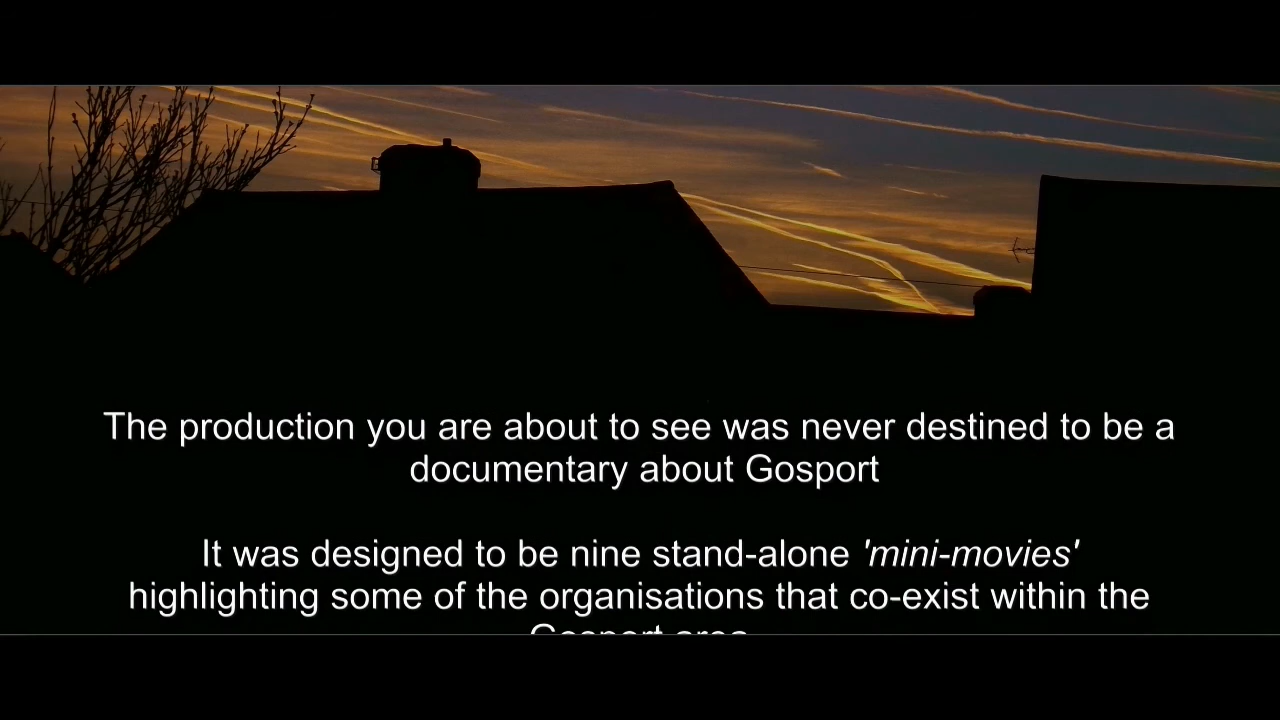 The production you are about to see was never destined to be a
documentary about Gosport
It was designed to be nine stand-alone 'mini-movies'
highlighting some of the organisations that co-exist within the
Gosport area